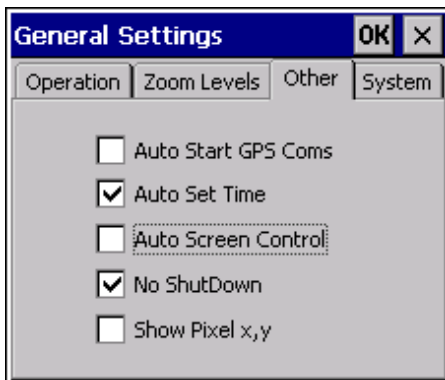 General Settings OK ×
Operation Zoom Levels Other System
Auto Start GPS Coms
Auto Set Time
Auto Screen Control
No ShutDown
Show Pixel x,y